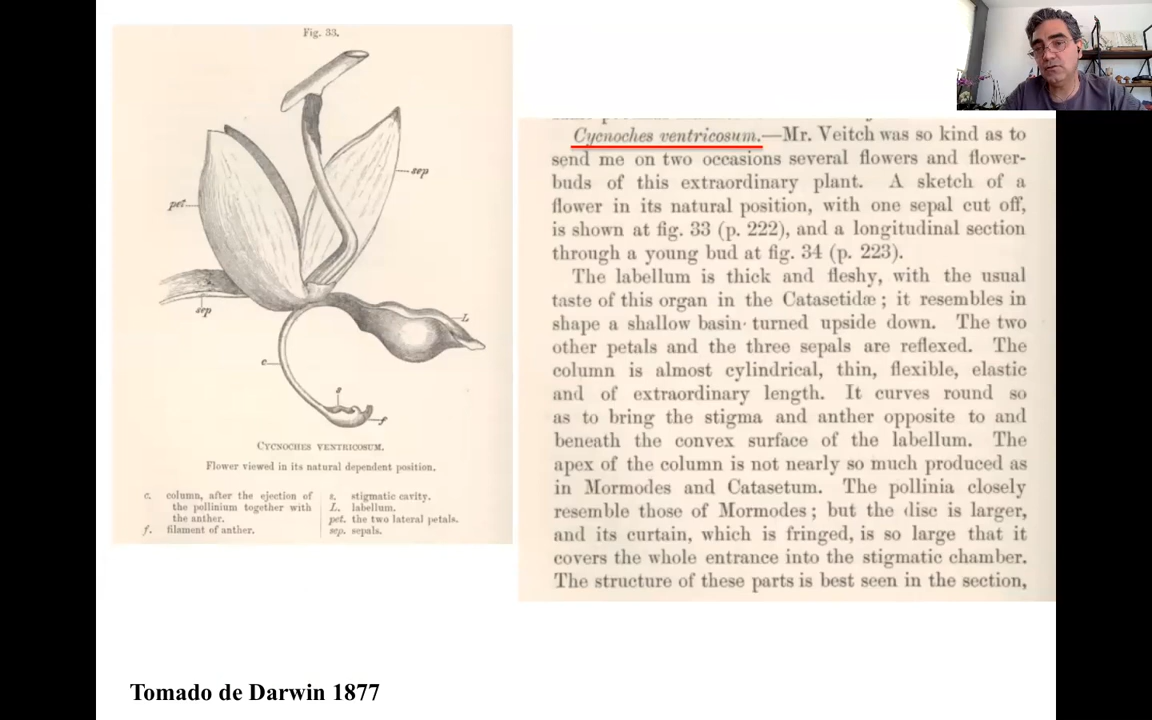 Fig. 33.
sep
pet
sep
L
c
s
f
CYCNOCHES VENTRICOSUM.
Flower viewed in its natural dependent position.
c. column, after the ejection of
the pollinium together with
the anther.
f. filament of anther.
s. stigmatic cavity.
L. labellum.
pet. the two lateral petals.
sep. sepals.
Cycnoches ventricosum.—Mr. Veitch was so kind as to
send me on two occasions several flowers and flower-
buds of this extraordinary plant. A sketch of a
flower in its natural position, with one sepal cut off,
is shown at fig. 33 (p. 222), and a longitudinal section
through a young bud at fig. 34 (p. 223).
The labellum is thick and fleshy, with the usual
taste of this organ in the Catasetidæ; it resembles in
shape a shallow basin turned upside down. The two
other petals and the three sepals are reflexed. The
column is almost cylindrical, thin, flexible, elastic
and of extraordinary length. It curves round so
as to bring the stigma and anther opposite to and
beneath the convex surface of the labellum. The
apex of the column is not nearly so much produced as
in Mormodes and Catasetum. The pollinia closely
resemble those of Mormodes; but the disc is larger,
and its curtain, which is fringed, is so large that it
covers the whole entrance into the stigmatic chamber.
The structure of these parts is best seen in the section,
Tomado de Darwin 1877